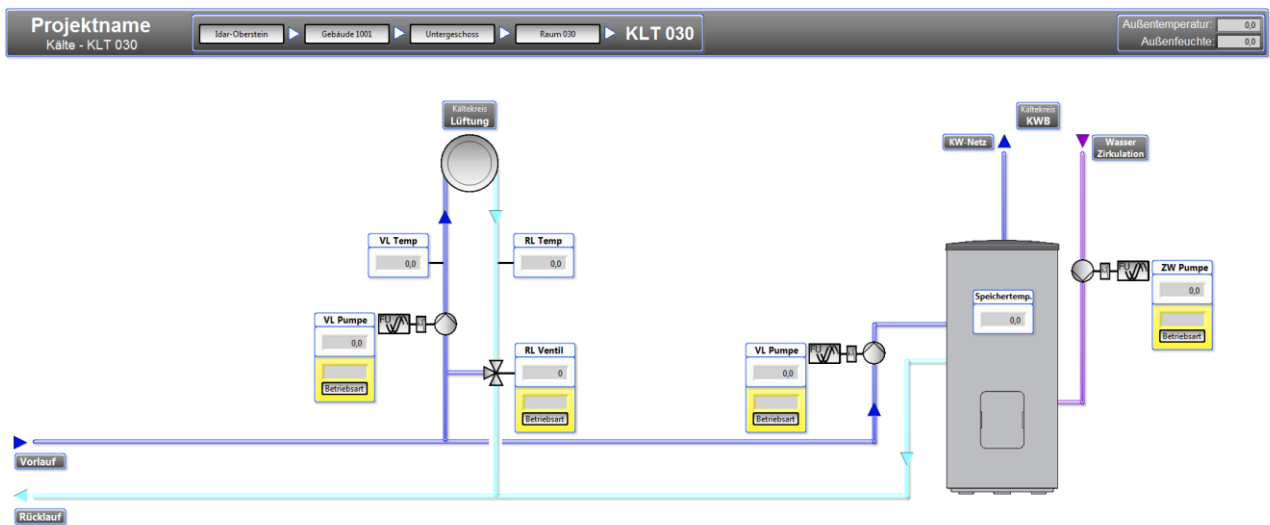 Projektname
Kälte - KLT 030
Idar-Oberstein
Gebäude 1001
Untergeschoss
Raum 030
KLT 030
Außentemperatur: 0,0
Außenfeuchte: 0,0
Kältekreis
Lüftung
Kältekreis
KWB
KW-Netz
Wasser
Zirkulation
VL Temp
0,0
RL Temp
0,0
ZW Pumpe
0,0
Betriebsart
FU
M
Speichertemp.
0,0
VL Pumpe
0,0
Betriebsart
FU
M
RL Ventil
0
Betriebsart
VL Pumpe
0,0
Betriebsart
FU
M
Vorlauf
Rücklauf